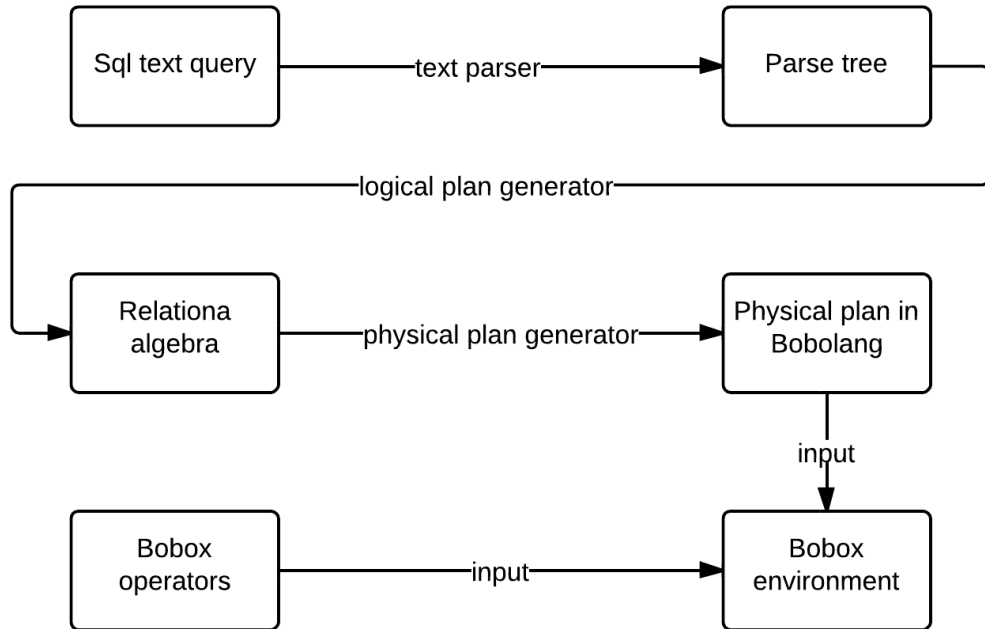 Sql text query
text parser
Parse tree
logical plan generator
Relationa
algebra
physical plan generator
Physical plan in
Bobolang
input
Bobox
operators
input
Bobox
environment